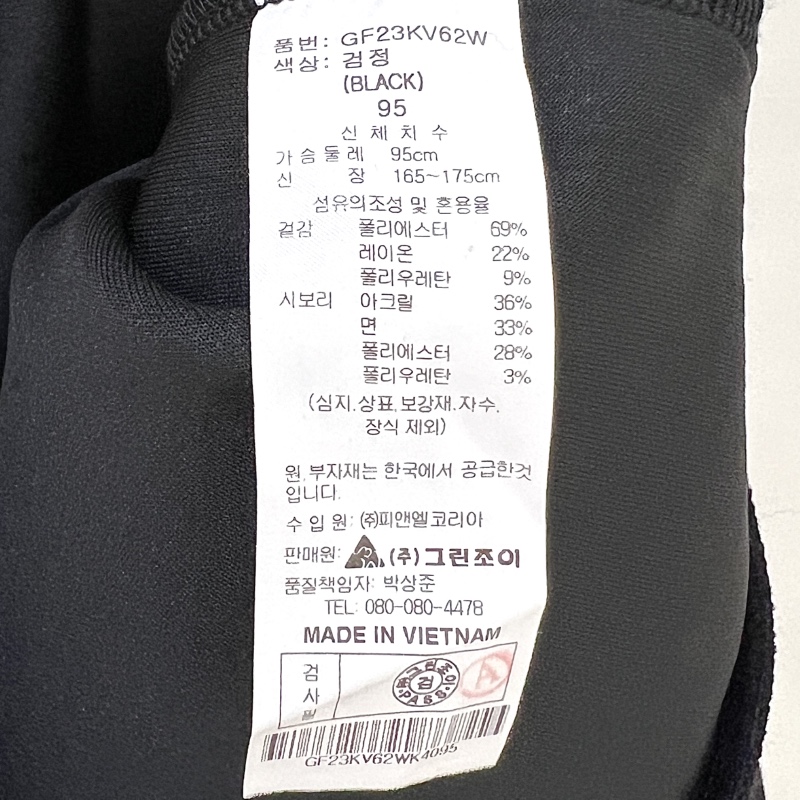 품번: GF23KV62W
색상: 검정
(BLACK)
95
신 체 치 수
가슴둘레 95cm
신 장 165~175cm
섬유의조성 및 혼용율
겉감 폴리에스터 69%
레이온 22%
폴리우레탄 9%
시보리 아크릴 36%
면 33%
폴리에스터 28%
폴리우레탄 3%
(심지.상표.보강재.자수.
장식 제외)
원,부자재는 한국에서 공급한것
입니다.
수 입 원: ㈜피앤엘코리아
판매원: (주)그린조이
품질책임자: 박상준
TEL: 080-080-4478
MADE IN VIETNAM
검사필
그린조이
검
PASS
A
GF23KV62WK4095